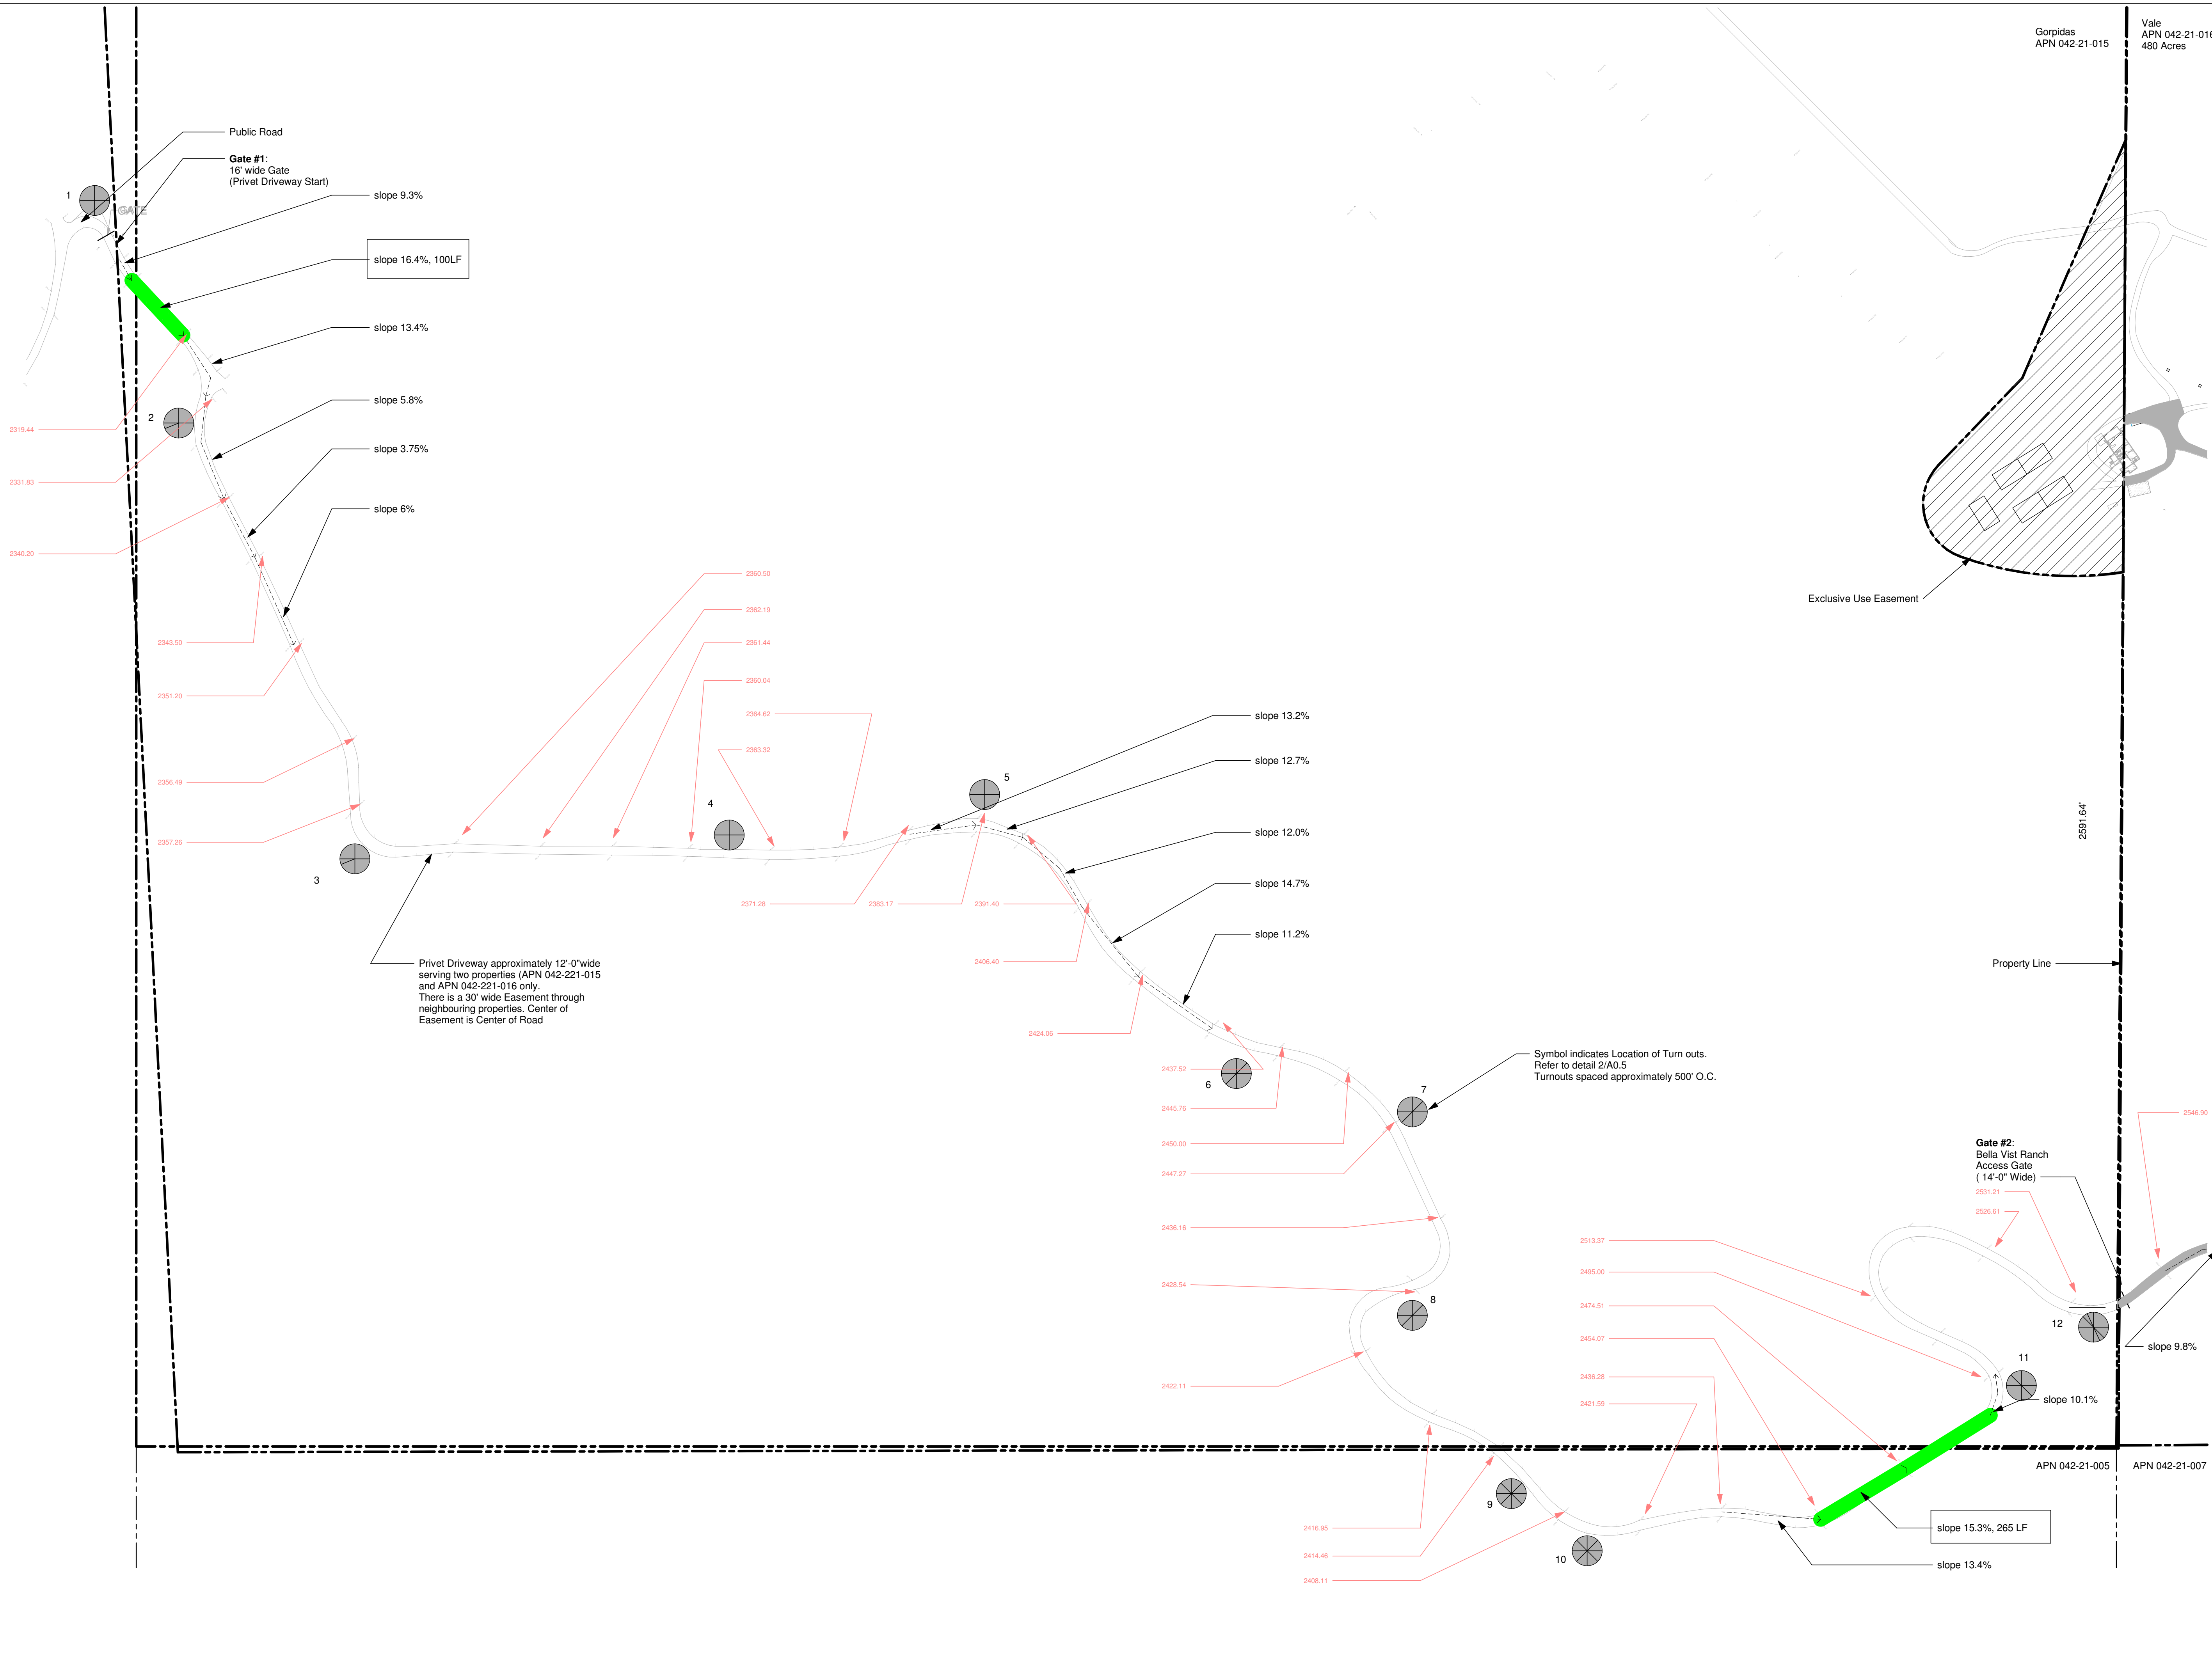 Gorpidas
APN 042-21-015
Vale
APN 042-21-016
480 Acres
Public Road
Gate #1:
16' wide Gate
(Privet Driveway Start)
1
GATE
slope 9.3%
slope 16.4%, 100LF
slope 13.4%
slope 5.8%
2
2319.44
slope 3.75%
2331.83
slope 6%
2340.20
2360.50
Exclusive Use Easement
2362.19
2343.50
2361.44
2360.04
2351.20
2364.62
slope 13.2%
2363.32
slope 12.7%
2356.49
5
4
2591.64'
slope 12.0%
2357.26
3
slope 14.7%
2371.28
2383.17
2391.40
slope 11.2%
2406.40
Property Line
Privet Driveway approximately 12'-0"wide
serving two properties (APN 042-221-015
and APN 042-221-016 only.
There is a 30' wide Easement through
neighbouring properties. Center of
Easement is Center of Road
2424.06
Symbol indicates Location of Turn outs.
Refer to detail 2/A0.5
Turnouts spaced approximately 500' O.C.
2437.52
6
7
2445.76
2546.90
2450.00
Gate #2:
Bella Vist Ranch
Access Gate
( 14'-0" Wide)
2447.27
2531.21
2526.61
2436.16
2513.37
2495.00
2428.54
8
2474.51
12
2454.07
slope 9.8%
11
2436.28
2422.11
slope 10.1%
2421.59
APN 042-21-005
APN 042-21-007
9
2416.95
slope 15.3%, 265 LF
2414.46
10
slope 13.4%
2408.11